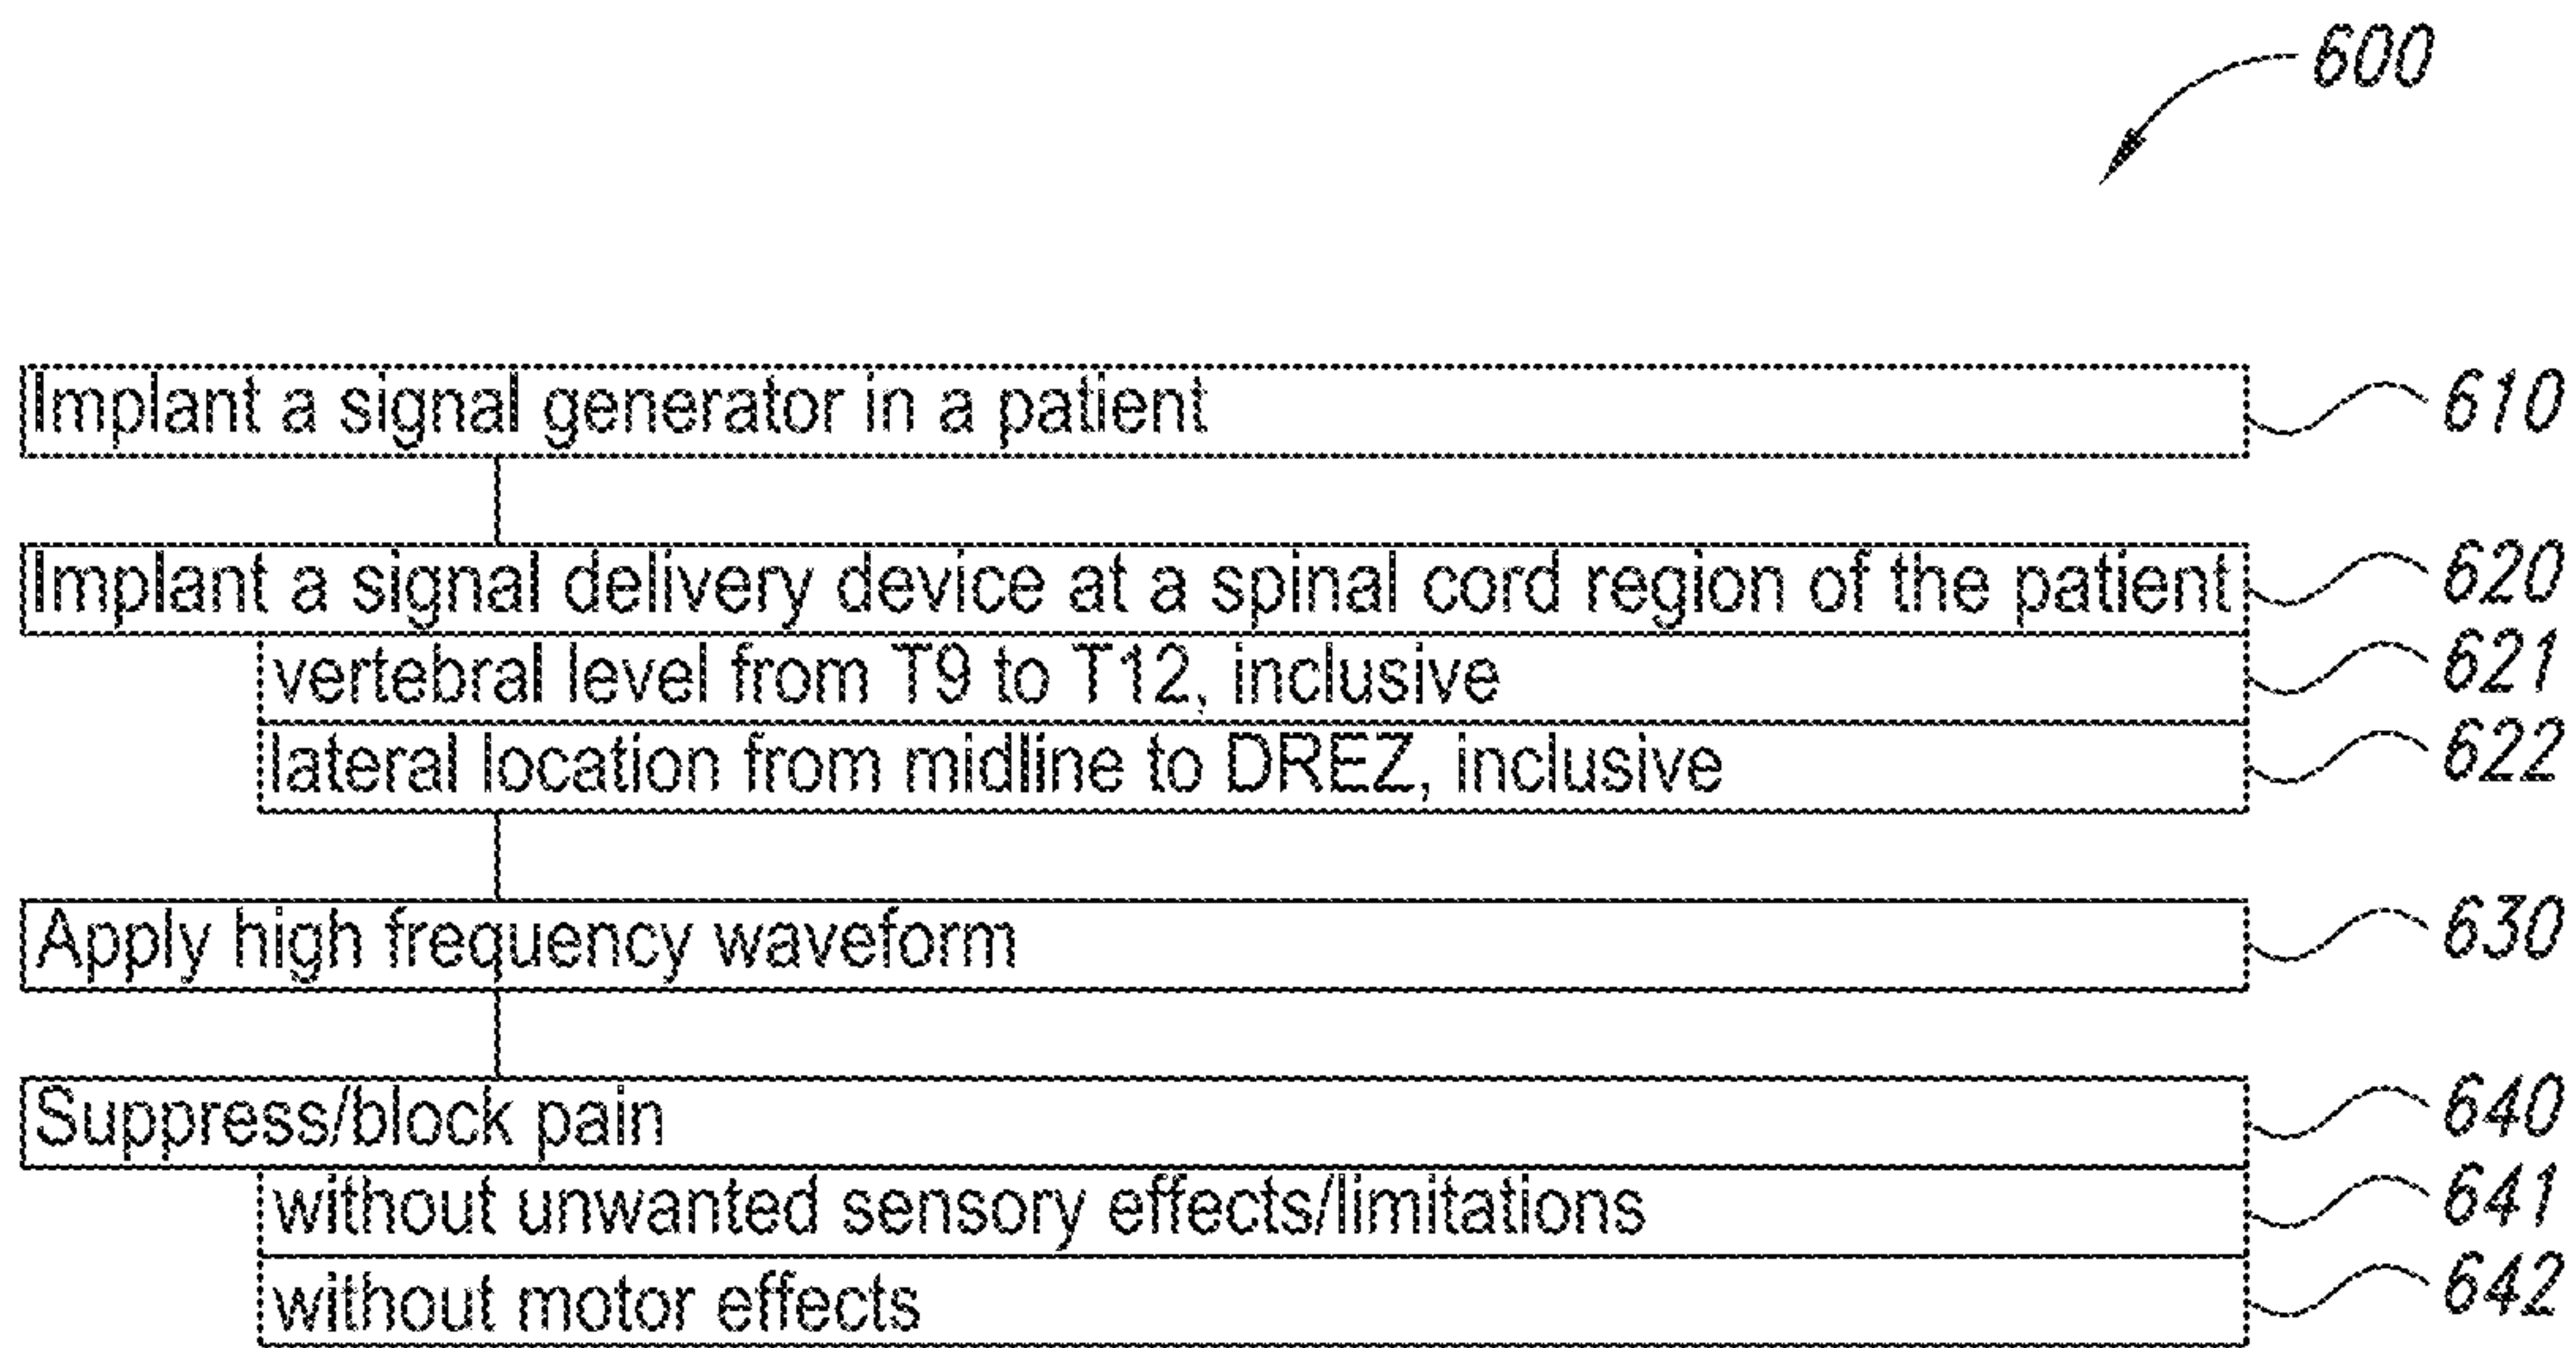 600
Implant a signal generator in a patient 610
Implant a signal delivery device at a spinal cord region of the patient 620
vertebral level from T9 to T12, inclusive 621
lateral location from midline to DREZ, inclusive 622
Apply high frequency waveform 630
Suppress/block pain 640
without unwanted sensory effects/limitations 641
without motor effects 642